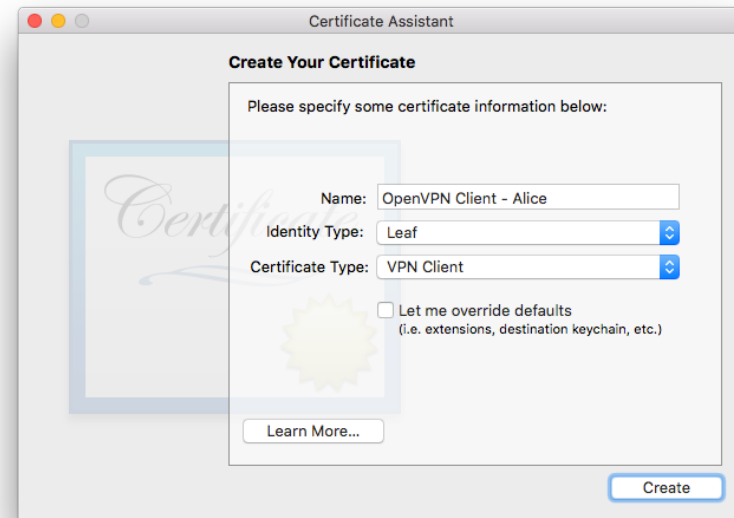 Certificate Assistant
Create Your Certificate
Please specify some certificate information below:
Certificate
Name: OpenVPN Client - Alice
Identity Type: Leaf
Certificate Type: VPN Client
Let me override defaults
(i.e. extensions, destination keychain, etc.)
Learn More...
Create